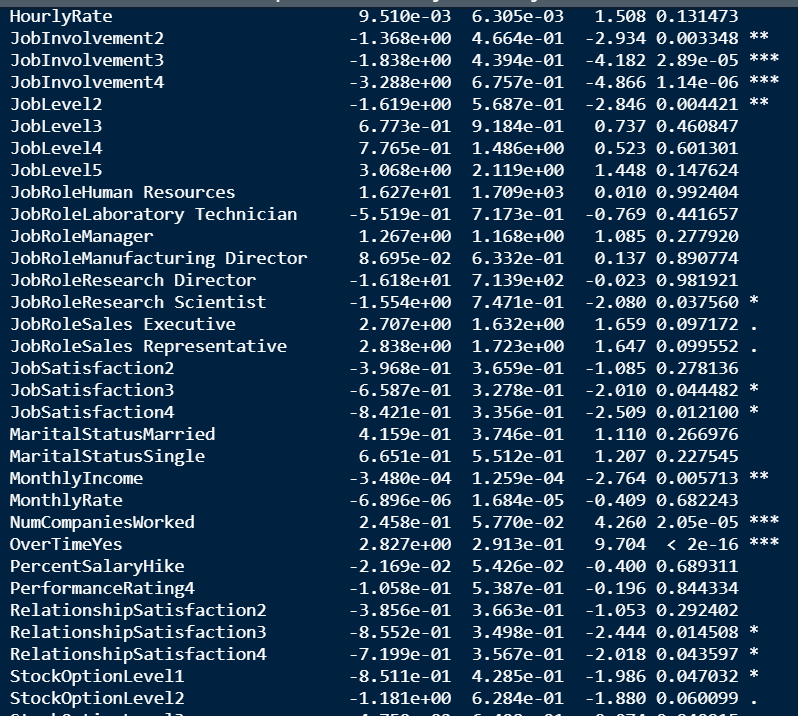 HourlyRate 9.510e-03 6.305e-03 1.508 0.131473
JobInvolvement2 -1.368e+00 4.664e-01 -2.934 0.003348 **
JobInvolvement3 -1.838e+00 4.394e-01 -4.182 2.89e-05 ***
JobInvolvement4 -3.288e+00 6.757e-01 -4.866 1.14e-06 ***
JobLevel2 -1.619e+00 5.687e-01 -2.846 0.004421 **
JobLevel3 6.773e-01 9.184e-01 0.737 0.460847
JobLevel4 7.765e-01 1.486e+00 0.523 0.601301
JobLevel5 3.068e+00 2.119e+00 1.448 0.147624
JobRoleHuman Resources 1.627e+01 1.709e+03 0.010 0.992404
JobRoleLaboratory Technician -5.519e-01 7.173e-01 -0.769 0.441657
JobRoleManager 1.267e+00 1.168e+00 1.085 0.277920
JobRoleManufacturing Director 8.695e-02 6.332e-01 0.137 0.890774
JobRoleResearch Director -1.618e+01 7.139e+02 -0.023 0.981921
JobRoleResearch Scientist -1.554e+00 7.471e-01 -2.080 0.037560 *
JobRoleSales Executive 2.707e+00 1.632e+00 1.659 0.097172 .
JobRoleSales Representative 2.838e+00 1.723e+00 1.647 0.099552 .
JobSatisfaction2 -3.968e-01 3.659e-01 -1.085 0.278136
JobSatisfaction3 -6.587e-01 3.278e-01 -2.010 0.044482 *
JobSatisfaction4 -8.421e-01 3.356e-01 -2.509 0.012100 *
MaritalStatusMarried 4.159e-01 3.746e-01 1.110 0.266976
MaritalStatusSingle 6.651e-01 5.512e-01 1.207 0.227545
MonthlyIncome -3.480e-04 1.259e-04 -2.764 0.005713 **
MonthlyRate -6.896e-06 1.684e-05 -0.409 0.682243
NumCompaniesWorked 2.458e-01 5.770e-02 4.260 2.05e-05 ***
OverTimeYes 2.827e+00 2.913e-01 9.704 < 2e-16 ***
PercentSalaryHike -2.169e-02 5.426e-02 -0.400 0.689311
PerformanceRating4 -1.058e-01 5.387e-01 -0.196 0.844334
RelationshipSatisfaction2 -3.856e-01 3.663e-01 -1.053 0.292402
RelationshipSatisfaction3 -8.552e-01 3.498e-01 -2.444 0.014508 *
RelationshipSatisfaction4 -7.199e-01 3.567e-01 -2.018 0.043597 *
StockOptionLevel1 -8.511e-01 4.285e-01 -1.986 0.047032 *
StockOptionLevel2 -1.181e+00 6.284e-01 -1.880 0.060099 .